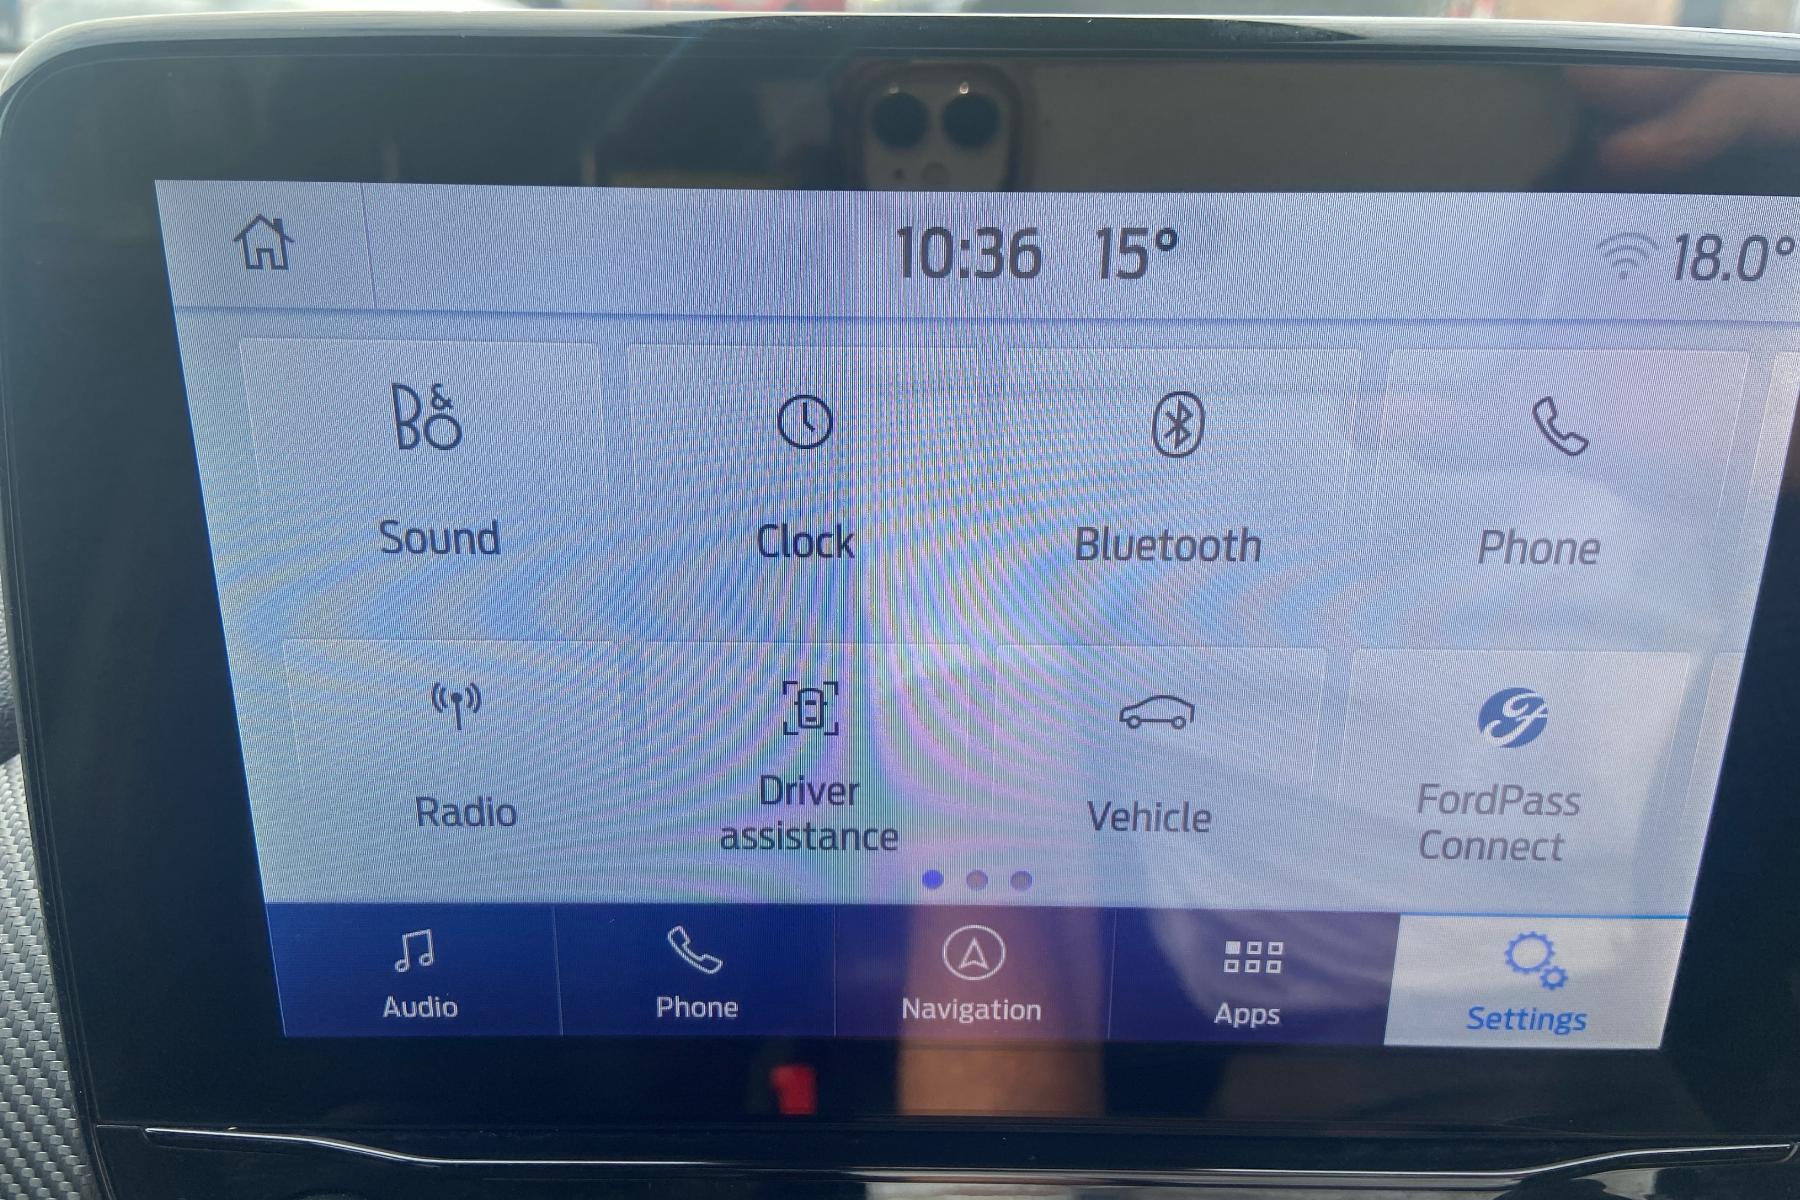 10:36 15° 18.0°
B&O
Sound Clock Bluetooth Phone
Radio Driver assistance Vehicle FordPass Connect
Audio Phone Navigation Apps Settings